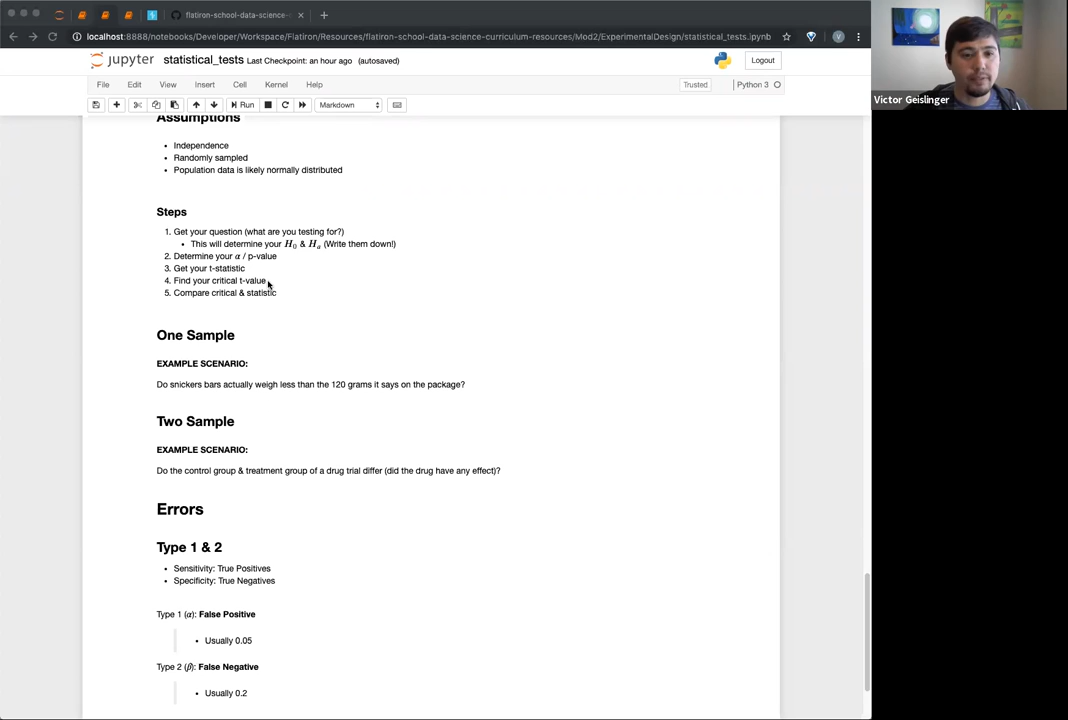 flatiron-school-data-science-
localhost:8888/notebooks/Developer/Workspace/Flatiron/Resources/flatiron-school-data-science-curriculum-resources/Mod2/ExperimentalDesign/statistical_tests.ipynb
V
jupyter statistical_tests Last Checkpoint: an hour ago (autosaved)
Logout
File Edit View Insert Cell Kernel Help
Trusted
Python 3
Run
Markdown
Victor Geislinger
Assumptions
• Independence
• Randomly sampled
• Population data is likely normally distributed
Steps
1. Get your question (what are you testing for?)
• This will determine your H0 & Ha (Write them down!)
2. Determine your α / p-value
3. Get your t-statistic
4. Find your critical t-value
5. Compare critical & statistic
One Sample
EXAMPLE SCENARIO:
Do snickers bars actually weigh less than the 120 grams it says on the package?
Two Sample
EXAMPLE SCENARIO:
Do the control group & treatment group of a drug trial differ (did the drug have any effect)?
Errors
Type 1 & 2
• Sensitivity: True Positives
• Specificity: True Negatives
Type 1 (α): False Positive
• Usually 0.05
Type 2 (β): False Negative
• Usually 0.2